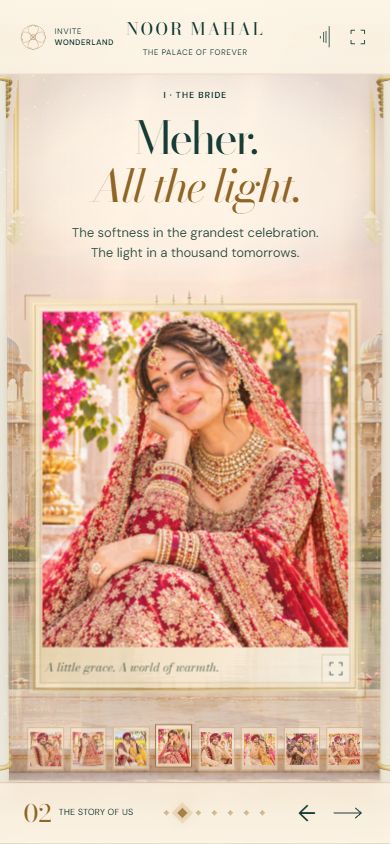 INVITE
WONDERLAND
NOOR MAHAL
THE PALACE OF FOREVER
I · THE BRIDE
Meher.
All the light.
The softness in the grandest celebration.
The light in a thousand tomorrows.
A little grace. A world of warmth.
02 THE STORY OF US